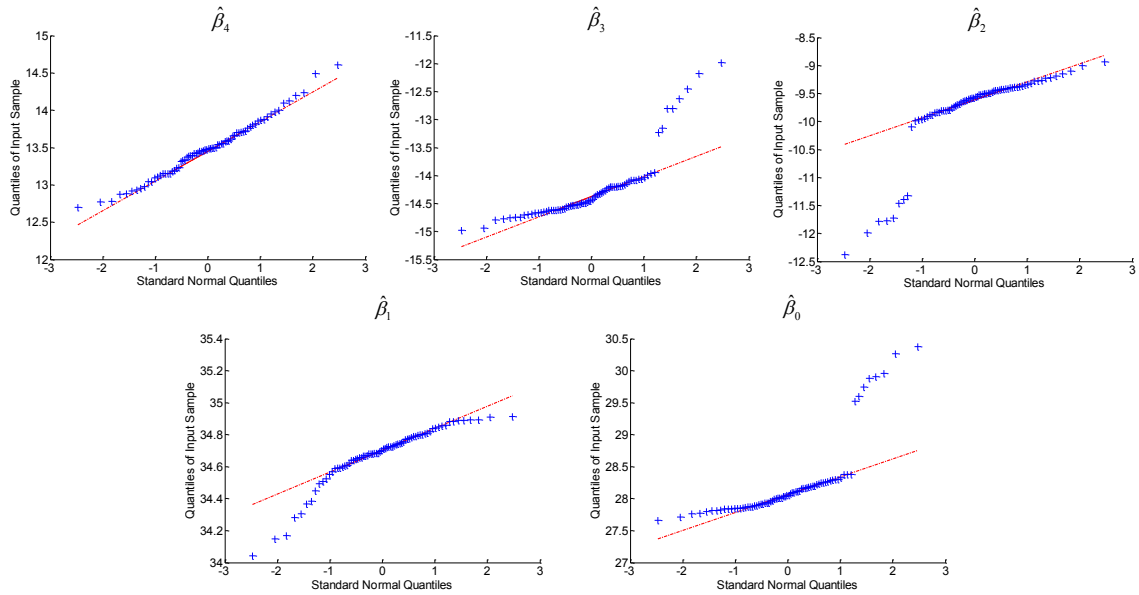 β̂₄ β̂₃ β̂₂
15
14.5
14
13.5
13
12.5
12
Quantiles of Input Sample
-3 -2 -1 0 1 2 3
Standard Normal Quantiles
-11.5
-12
-12.5
-13
-13.5
-14
-14.5
-15
-15.5
Quantiles of Input Sample
-3 -2 -1 0 1 2 3
Standard Normal Quantiles
-8.5
-9
-9.5
-10
-10.5
-11
-11.5
-12
-12.5
Quantiles of Input Sample
-3 -2 -1 0 1 2 3
Standard Normal Quantiles
β̂₁ β̂₀
35.4
35.2
35
34.8
34.6
34.4
34.2
34
Quantiles of Input Sample
-3 -2 -1 0 1 2 3
Standard Normal Quantiles
30.5
30
29.5
29
28.5
28
27.5
27
Quantiles of Input Sample
-3 -2 -1 0 1 2 3
Standard Normal Quantiles